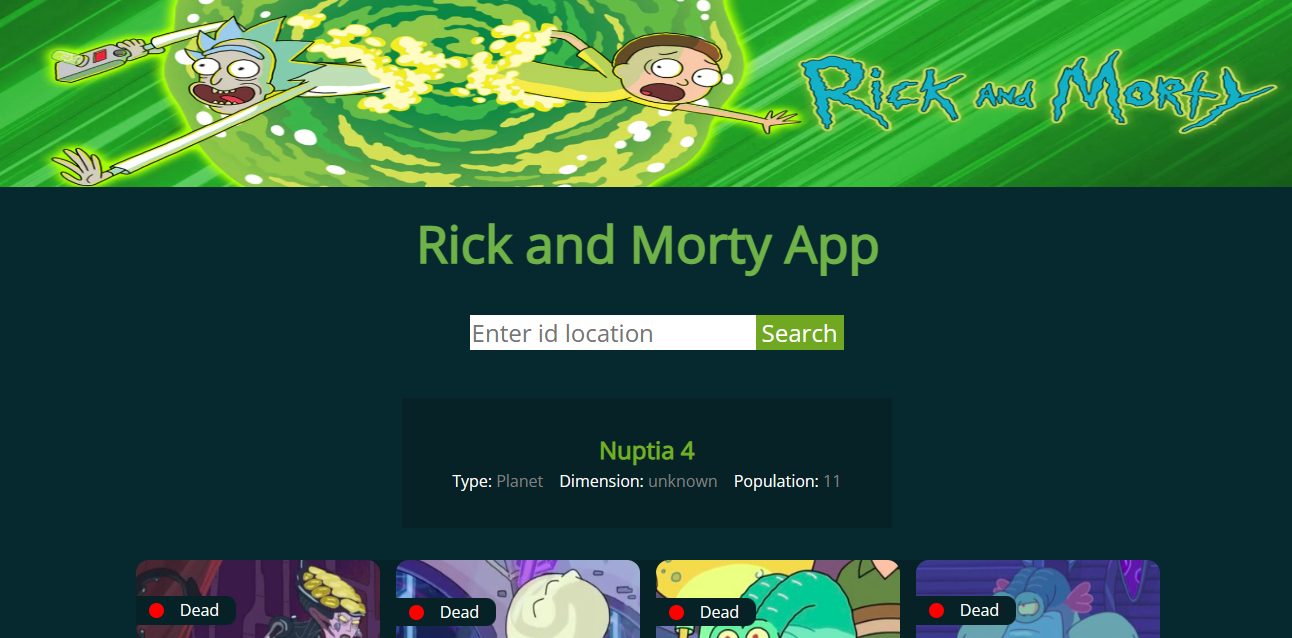 Rick and Morty
Rick and Morty App
Enter id location Search
Nuptia 4
Type: Planet Dimension: unknown Population: 11
Dead Dead Dead Dead